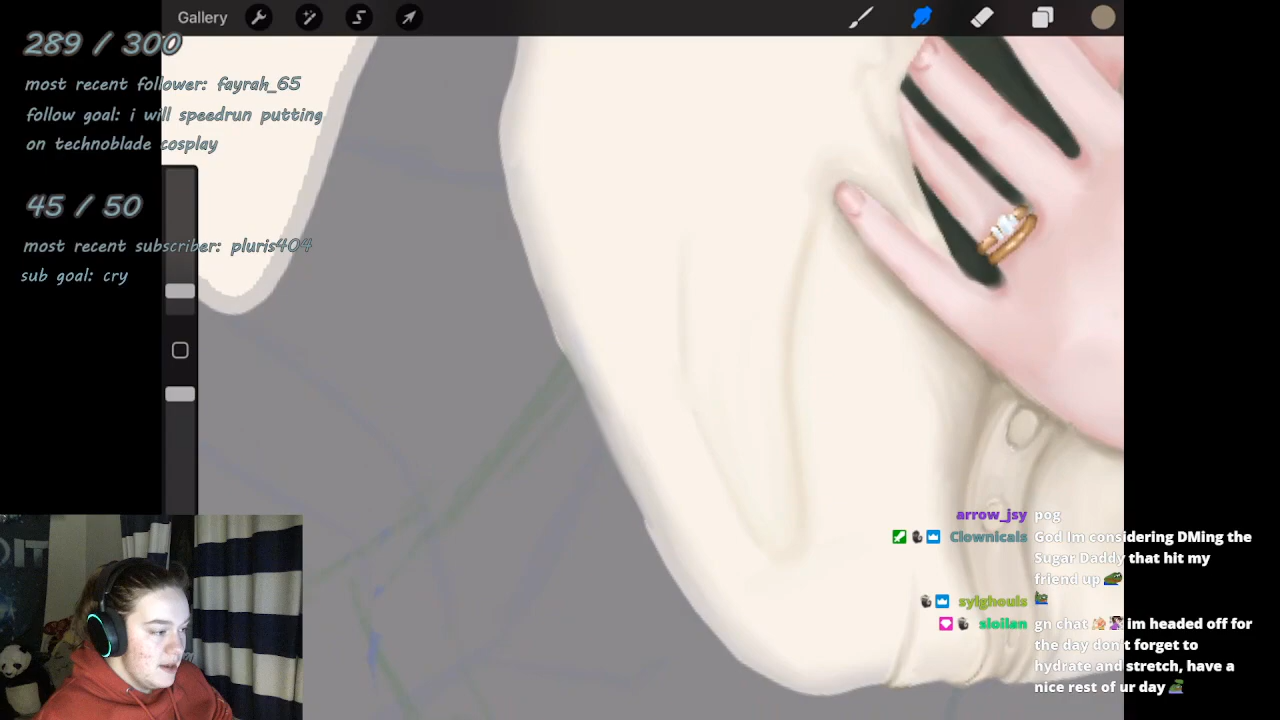 Gallery
289 / 300
most recent follower: fayrah_65
follow goal: i will speedrun putting
on technoblade cosplay
45 / 50
most recent subscriber: pluris404
sub goal: cry
arrow_jsy pog
Clownicals God Im considering DMing the
Sugar Daddy that hit my
friend up
sylghouls
sloilan gn chat im headed off for
the day don't forget to
hydrate and stretch, have a
nice rest of ur day